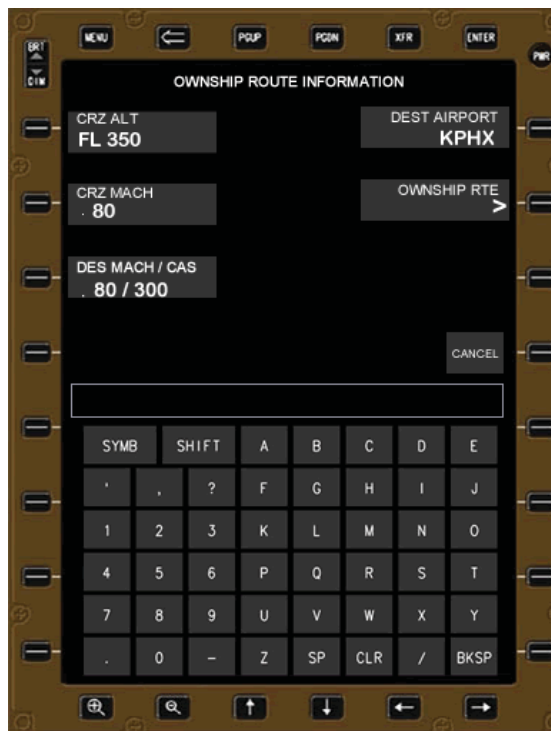 MENU PGUP PGDN XFR ENTER
BRT
DIM
PWR
OWNSHIP ROUTE INFORMATION
CRZ ALT DEST AIRPORT
FL 350 KPHX
CRZ MACH OWNSHIP RTE
. 80 >
DES MACH / CAS
. 80 / 300
CANCEL
SYMB SHIFT A B C D E
' , ? F G H I J
1 2 3 K L M N O
4 5 6 P Q R S T
7 8 9 U V W X Y
. 0 - Z SP CLR / BKSP